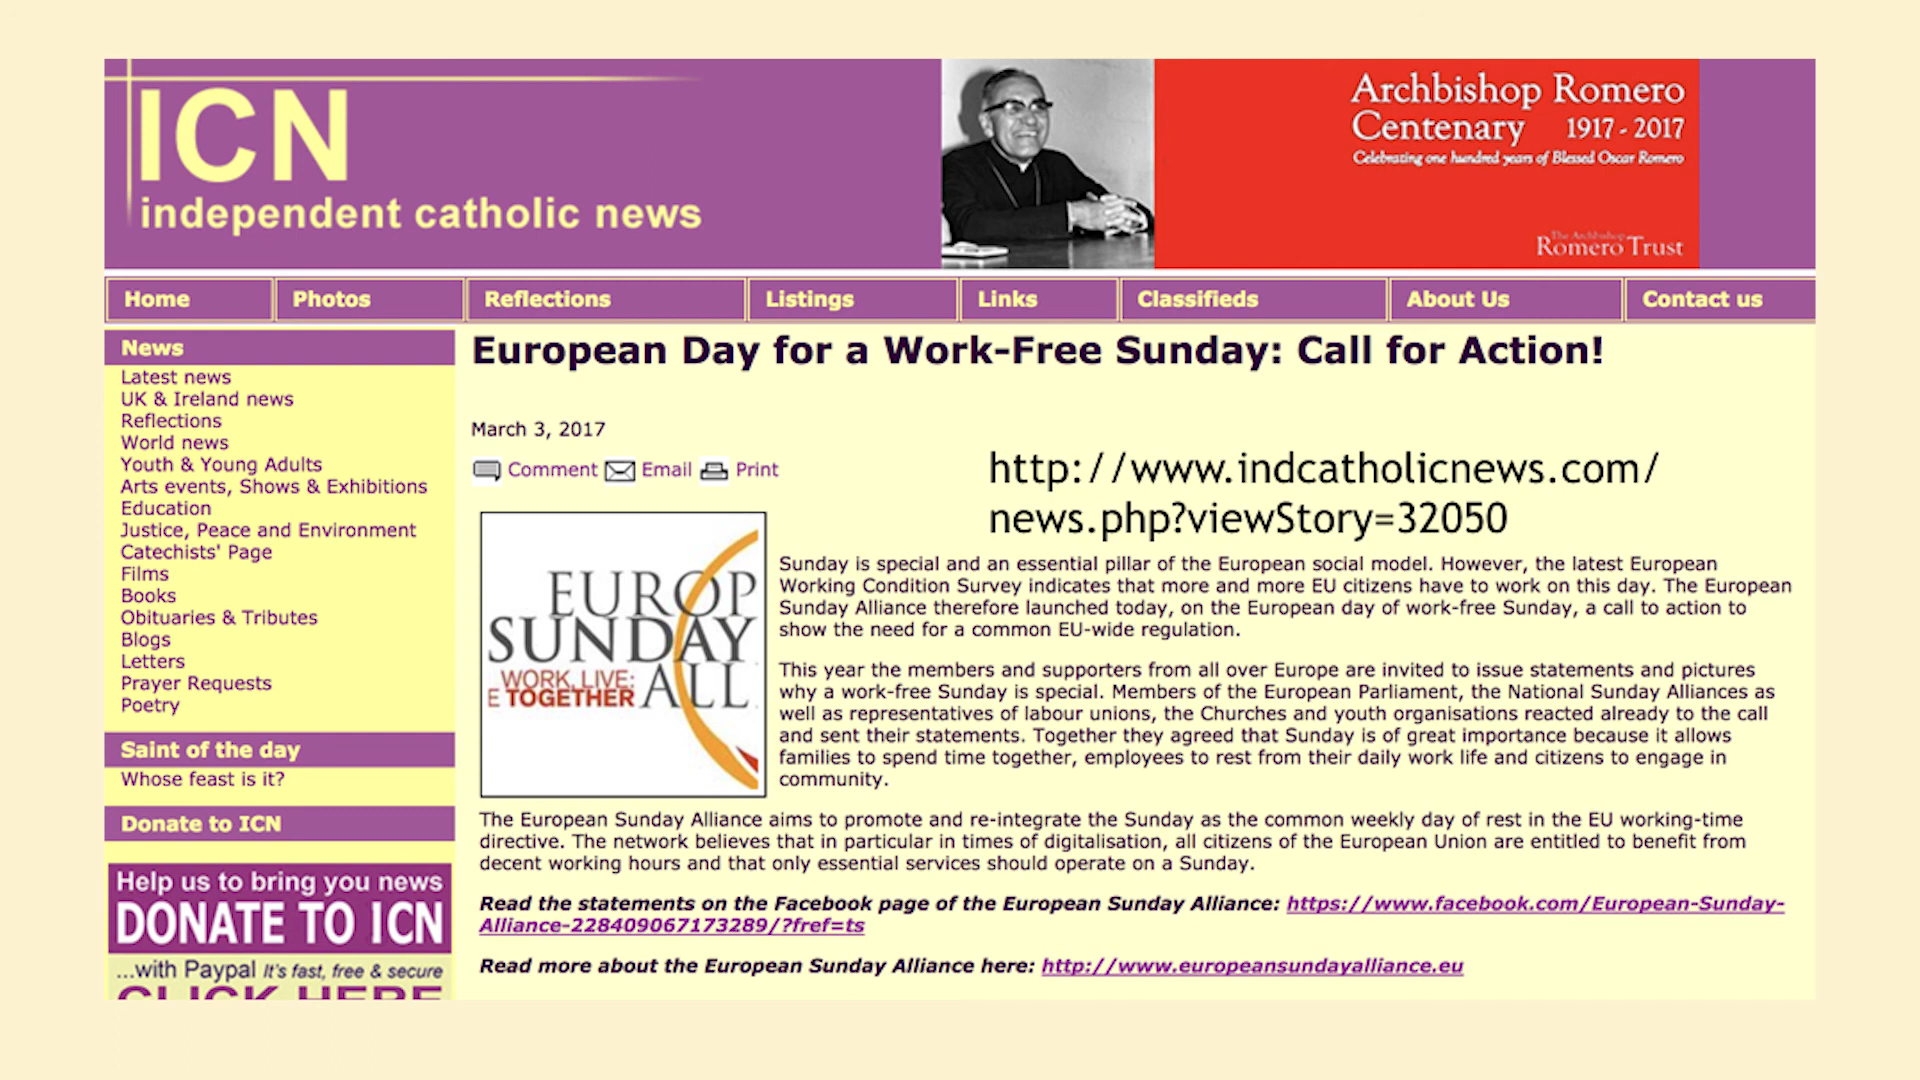 ICN
independent catholic news
Archbishop Romero
Centenary 1917 - 2017
Celebrating one hundred years of Blessed Oscar Romero
The Archbishop
Romero Trust
Home Photos Reflections Listings Links Classifieds About Us Contact us
News
Latest news
UK & Ireland news
Reflections
World news
Youth & Young Adults
Arts events, Shows & Exhibitions
Education
Justice, Peace and Environment
Catechists' Page
Films
Books
Obituaries & Tributes
Blogs
Letters
Prayer Requests
Poetry
Saint of the day
Whose feast is it?
Donate to ICN
Help us to bring you news
DONATE TO ICN
...with Paypal It's fast, free & secure
CLICK HERE
European Day for a Work-Free Sunday: Call for Action!
March 3, 2017
Comment Email Print
http://www.indcatholicnews.com/
news.php?viewStory=32050
EUROP
SUNDAY
WORK, LIVE:
E TOGETHER
ALL
Sunday is special and an essential pillar of the European social model. However, the latest European
Working Condition Survey indicates that more and more EU citizens have to work on this day. The European
Sunday Alliance therefore launched today, on the European day of work-free Sunday, a call to action to
show the need for a common EU-wide regulation.
This year the members and supporters from all over Europe are invited to issue statements and pictures
why a work-free Sunday is special. Members of the European Parliament, the National Sunday Alliances as
well as representatives of labour unions, the Churches and youth organisations reacted already to the call
and sent their statements. Together they agreed that Sunday is of great importance because it allows
families to spend time together, employees to rest from their daily work life and citizens to engage in
community.
The European Sunday Alliance aims to promote and re-integrate the Sunday as the common weekly day of rest in the EU working-time
directive. The network believes that in particular in times of digitalisation, all citizens of the European Union are entitled to benefit from
decent working hours and that only essential services should operate on a Sunday.
Read the statements on the Facebook page of the European Sunday Alliance: https://www.facebook.com/European-Sunday-
Alliance-228409067173289/?fref=ts
Read more about the European Sunday Alliance here: http://www.europeansundayalliance.eu